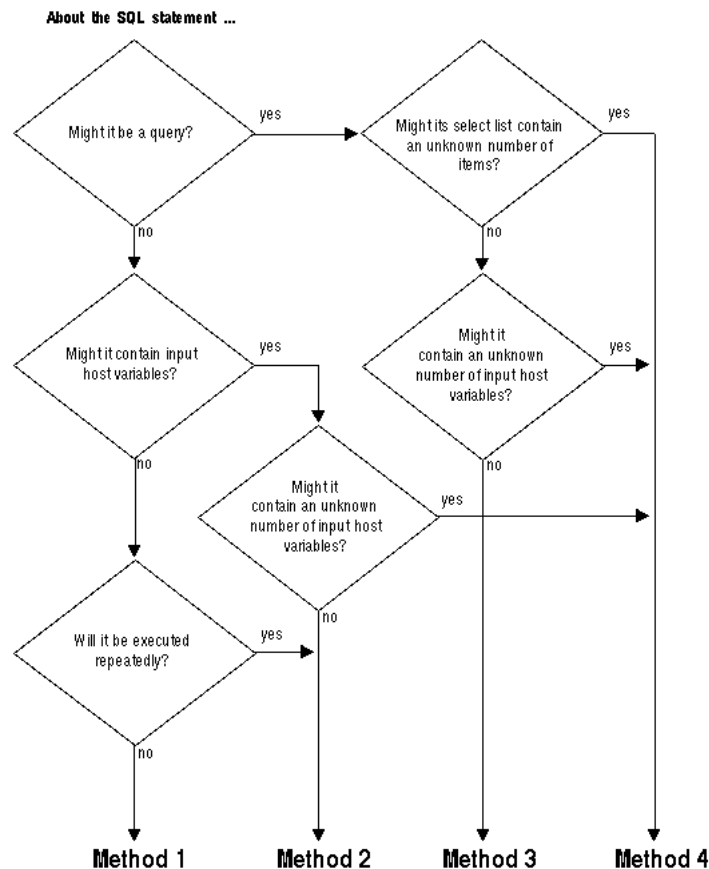 About the SQL statement ...
Might it be a query?
yes
no
Might its select list contain
an unknown number of
items?
yes
no
Might it contain input
host variables?
yes
no
Might it
contain an unknown
number of input host
variables?
yes
no
Might it
contain an unknown
number of input host
variables?
yes
no
Will it be executed
repeatedly?
yes
no
Method 1
Method 2
Method 3
Method 4